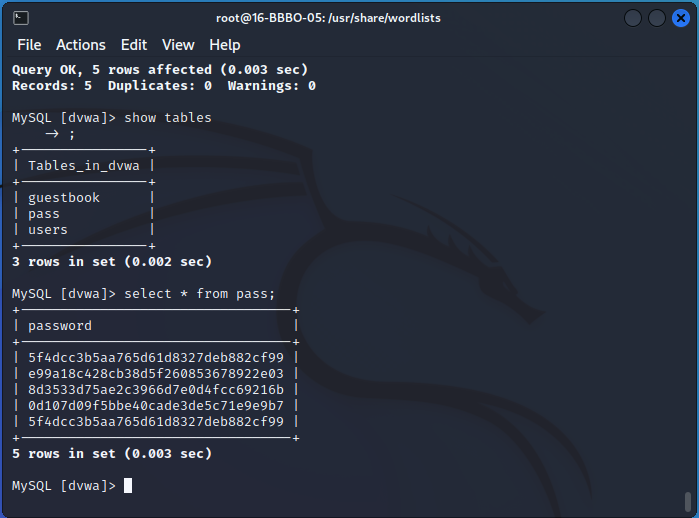 root@16-BBBO-05: /usr/share/wordlists
File Actions Edit View Help
Query OK, 5 rows affected (0.003 sec)
Records: 5  Duplicates: 0  Warnings: 0
MySQL [dvwa]> show tables
    → ;
+----------------+
| Tables_in_dvwa |
+----------------+
| guestbook      |
| pass           |
| users          |
+----------------+
3 rows in set (0.002 sec)
MySQL [dvwa]> select * from pass;
+----------------------------------+
| password                         |
+----------------------------------+
| 5f4dcc3b5aa765d61d8327deb882cf99 |
| e99a18c428cb38d5f260853678922e03 |
| 8d3533d75ae2c3966d7e0d4fcc69216b |
| 0d107d09f5bbe40cade3de5c71e9e9b7 |
| 5f4dcc3b5aa765d61d8327deb882cf99 |
+----------------------------------+
5 rows in set (0.003 sec)
MySQL [dvwa]>